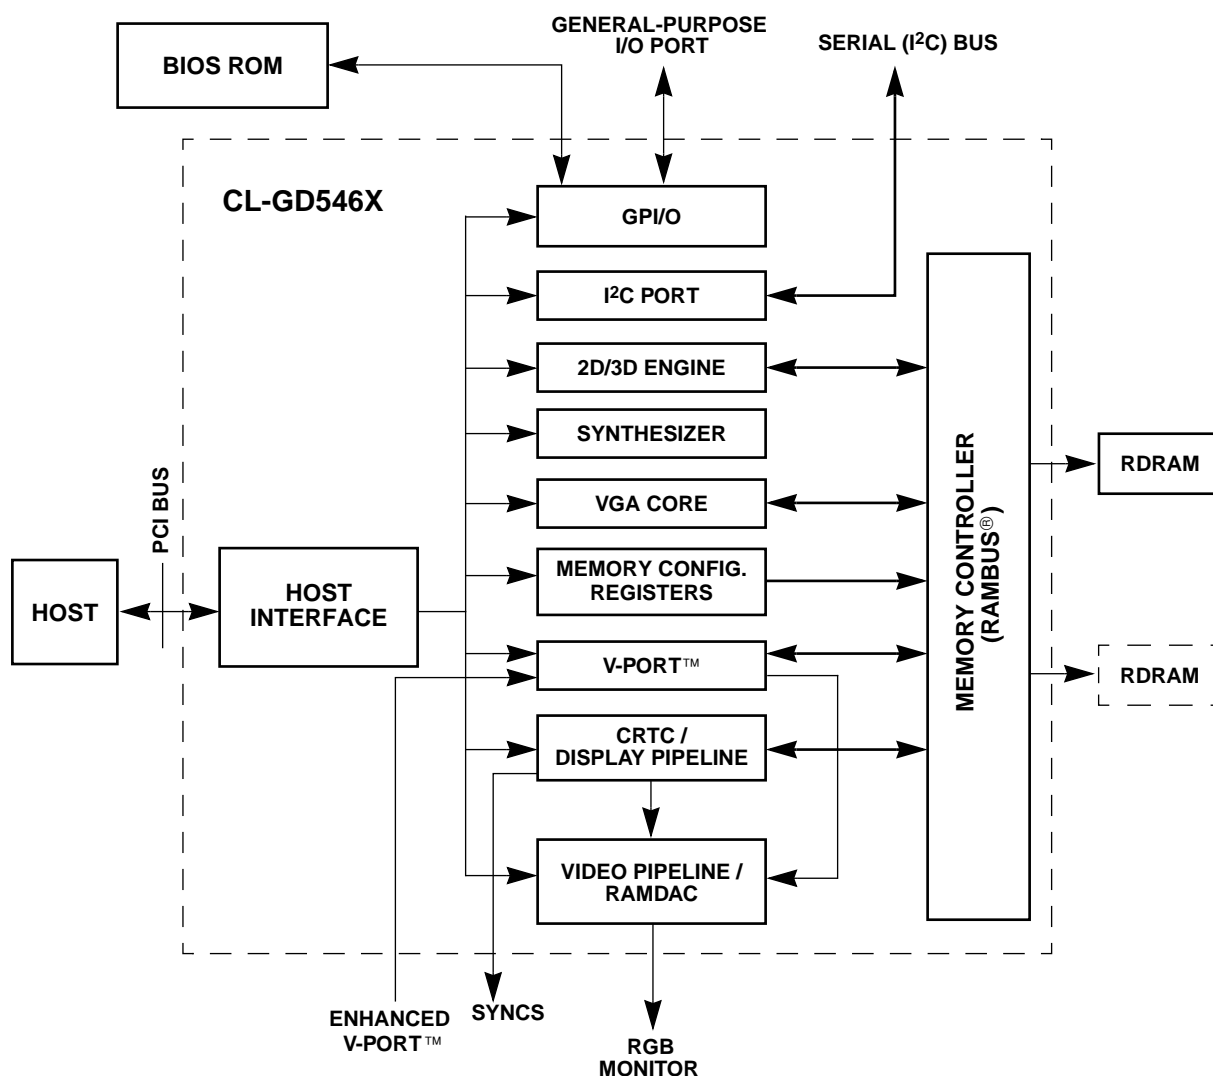 GENERAL-PURPOSE
I/O PORT
SERIAL (I²C) BUS
BIOS ROM
CL-GD546X
GPI/O
I²C PORT
2D/3D ENGINE
SYNTHESIZER
VGA CORE
MEMORY CONFIG.
REGISTERS
V-PORT™
CRTC /
DISPLAY PIPELINE
VIDEO PIPELINE /
RAMDAC
PCI BUS
HOST
HOST
INTERFACE
MEMORY CONTROLLER
(RAMBUS®)
RDRAM
RDRAM
ENHANCED
V-PORT™
SYNCS
RGB
MONITOR